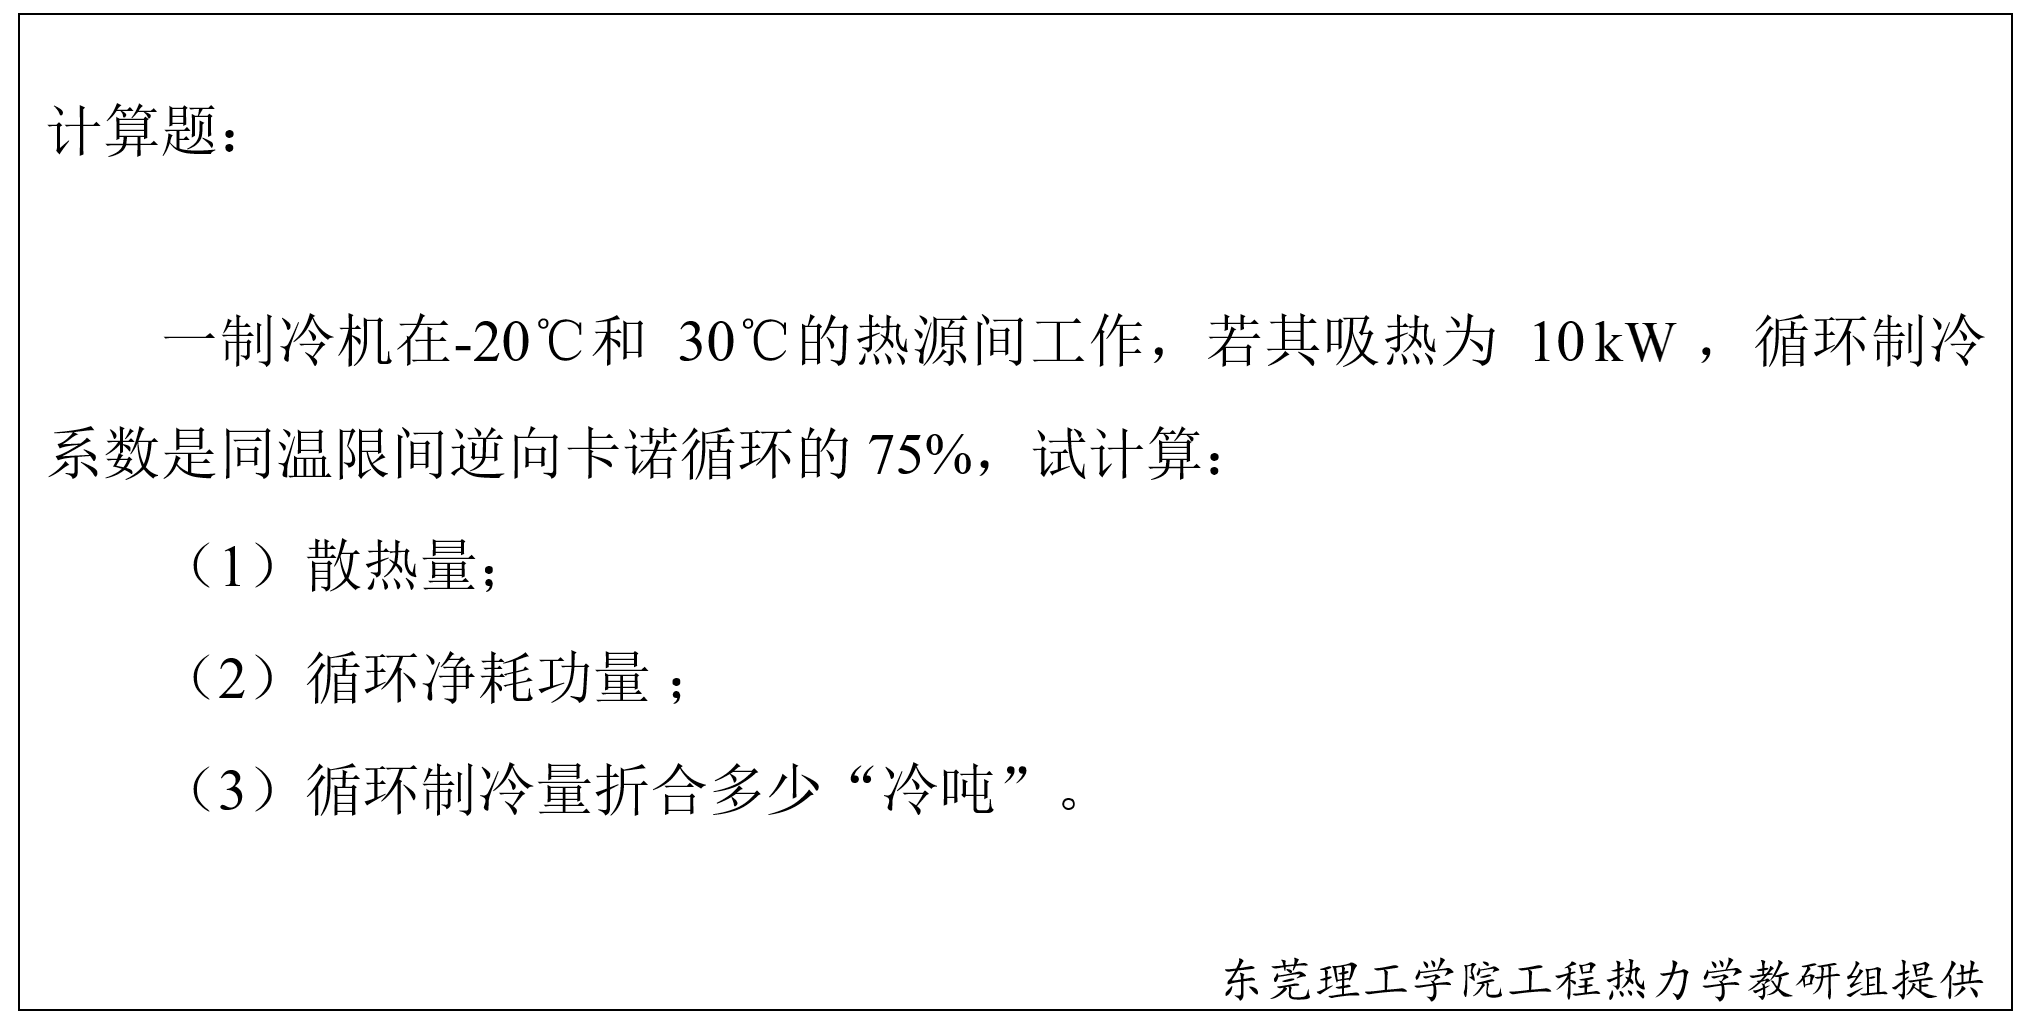 计算题：
一制冷机在-20℃和 30℃的热源间工作，若其吸热为 10 kW ，循环制冷
系数是同温限间逆向卡诺循环的 75%，试计算：
（1）散热量；
（2）循环净耗功量 ；
（3）循环制冷量折合多少“冷吨” 。
东莞理工学院工程热力学教研组提供